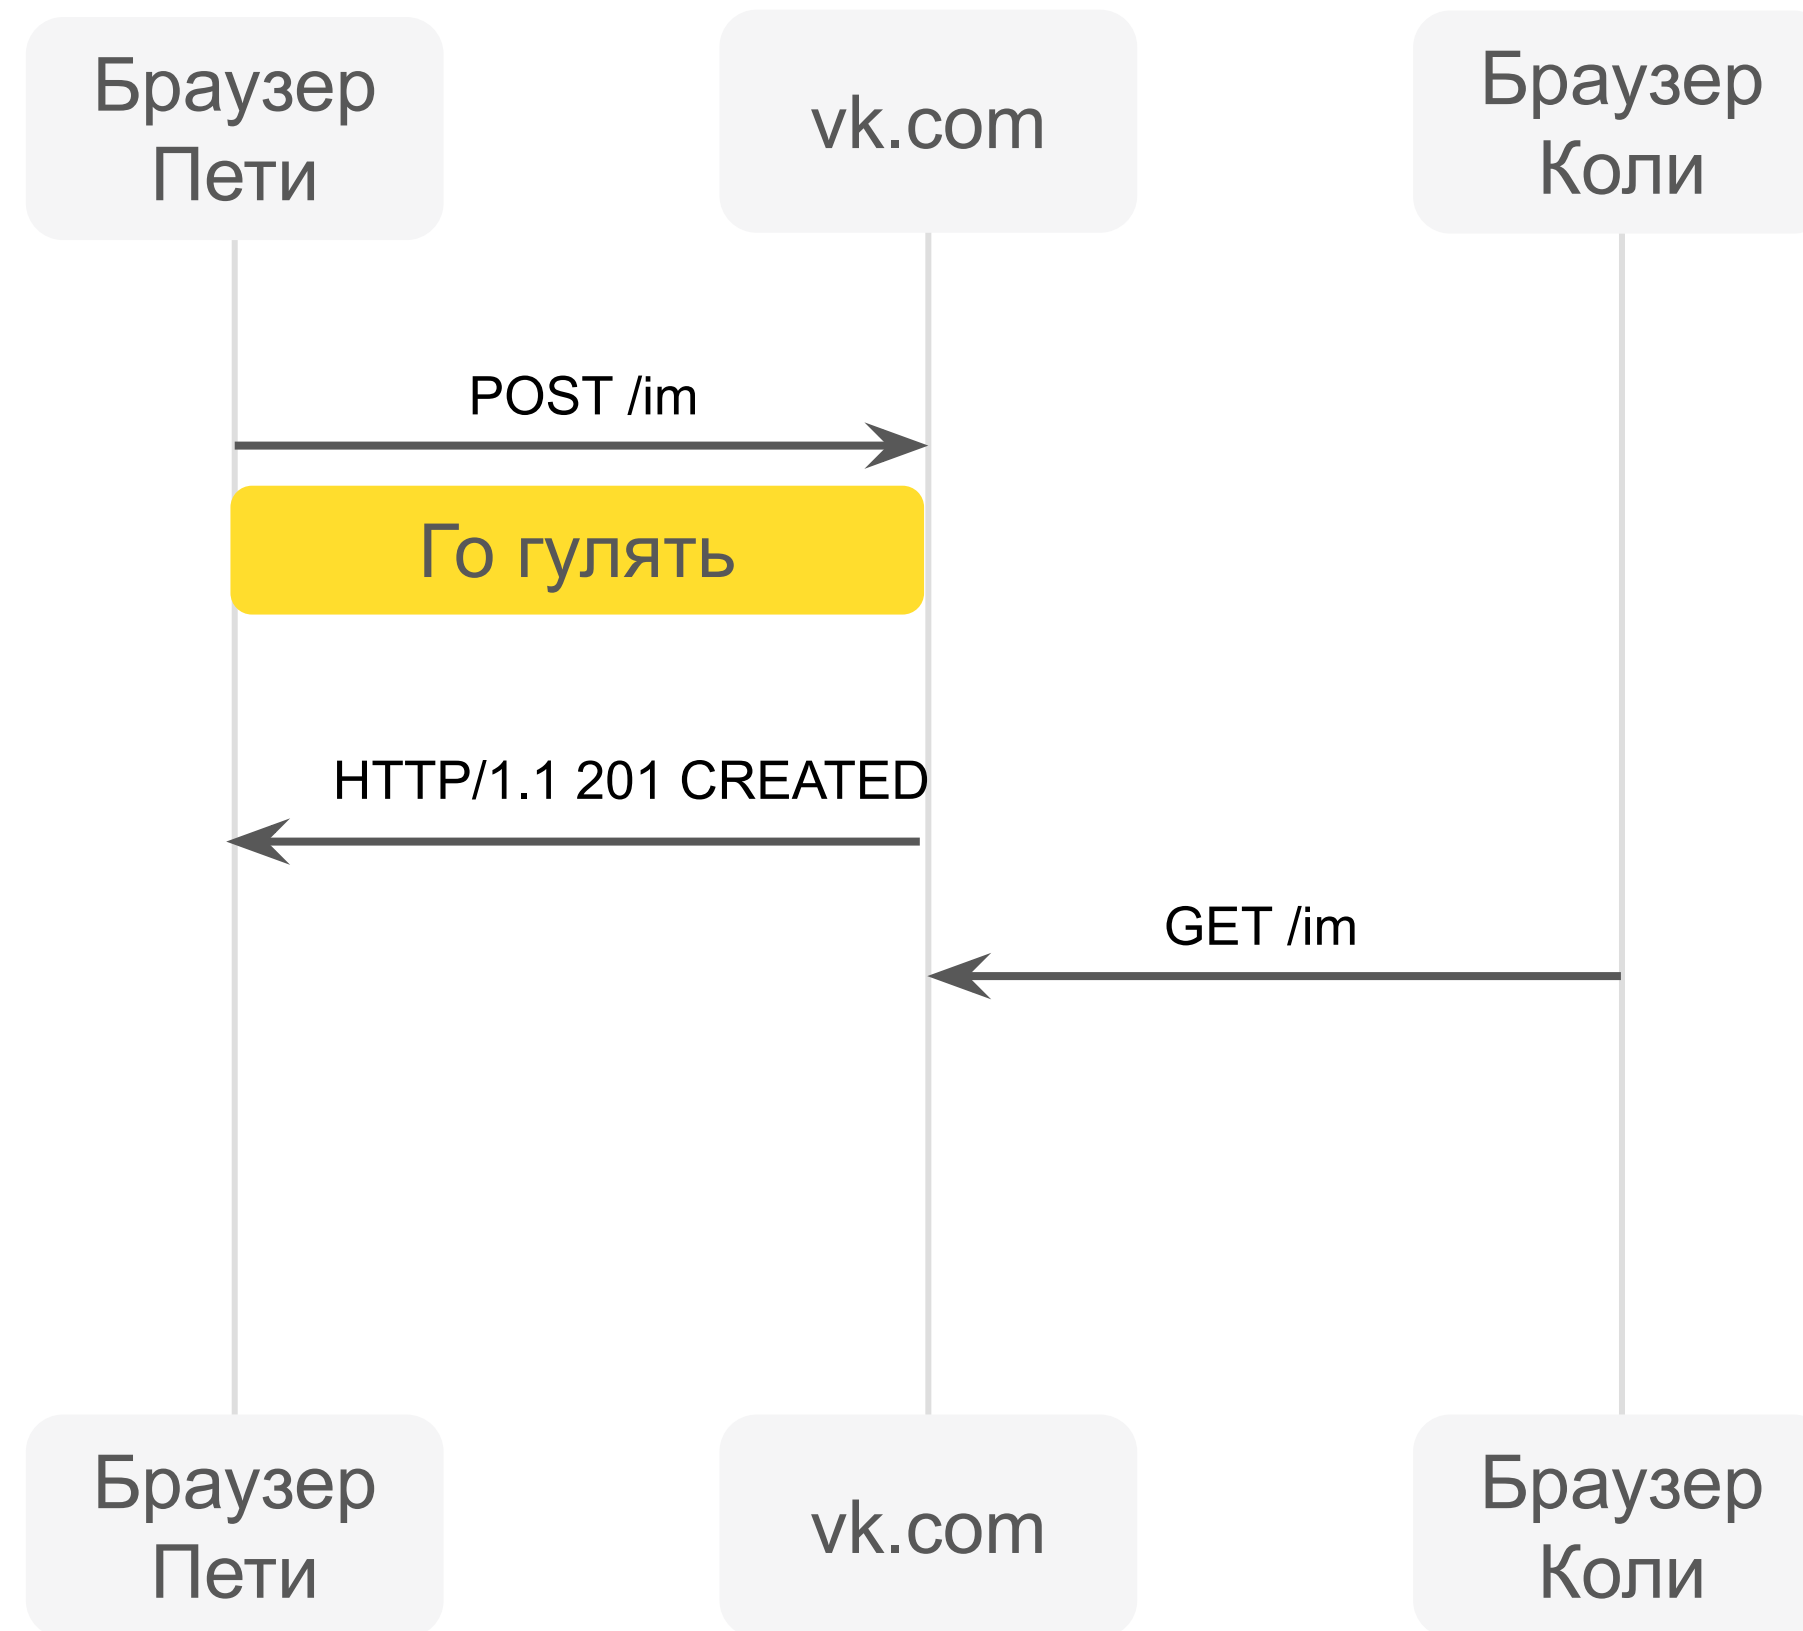 Браузер
Пети
vk.com
Браузер
Коли
POST /im
Го гулять
HTTP/1.1 201 CREATED
GET /im
Браузер
Пети
vk.com
Браузер
Коли